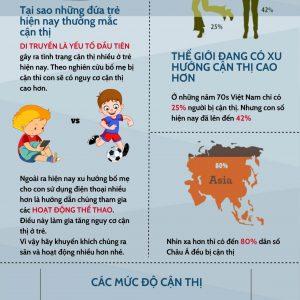 Tại sao những đứa trẻ
hiện nay thường mắc
cận thị
DI TRUYỀN LÀ YẾU TỐ ĐẦU TIÊN
gây ra tình trạng cận thị nhiều ở trẻ
hiện nay. Theo nghiên cứu bố mẹ bị
cận thị con sẽ có nguy cơ cận thị
cao hơn.
VS
Ngoài ra hiện nay xu hướng bố mẹ
cho con sử dụng điện thoại nhiều
hơn là hướng dẫn chúng tham gia
các HOẠT ĐỘNG THỂ THAO.
Điều này làm gia tăng nguy cơ cận
thị ở trẻ.
Vì vậy hãy khuyến khích chúng ra
sân và hoạt động nhiều hơn nhé.
25%
42%
THẾ GIỚI ĐANG CÓ XU
HƯỚNG CẬN THỊ CAO
HƠN
Ở những năm 70s Việt Nam chỉ có
25% người bị cận thị. Nhưng con số
hiện nay đã lên đến 42%
80%
Asia
Nhìn xa hơn thì có đến 80% dân số
Châu Á đều bị cận thị
CÁC MỨC ĐỘ CẬN THỊ